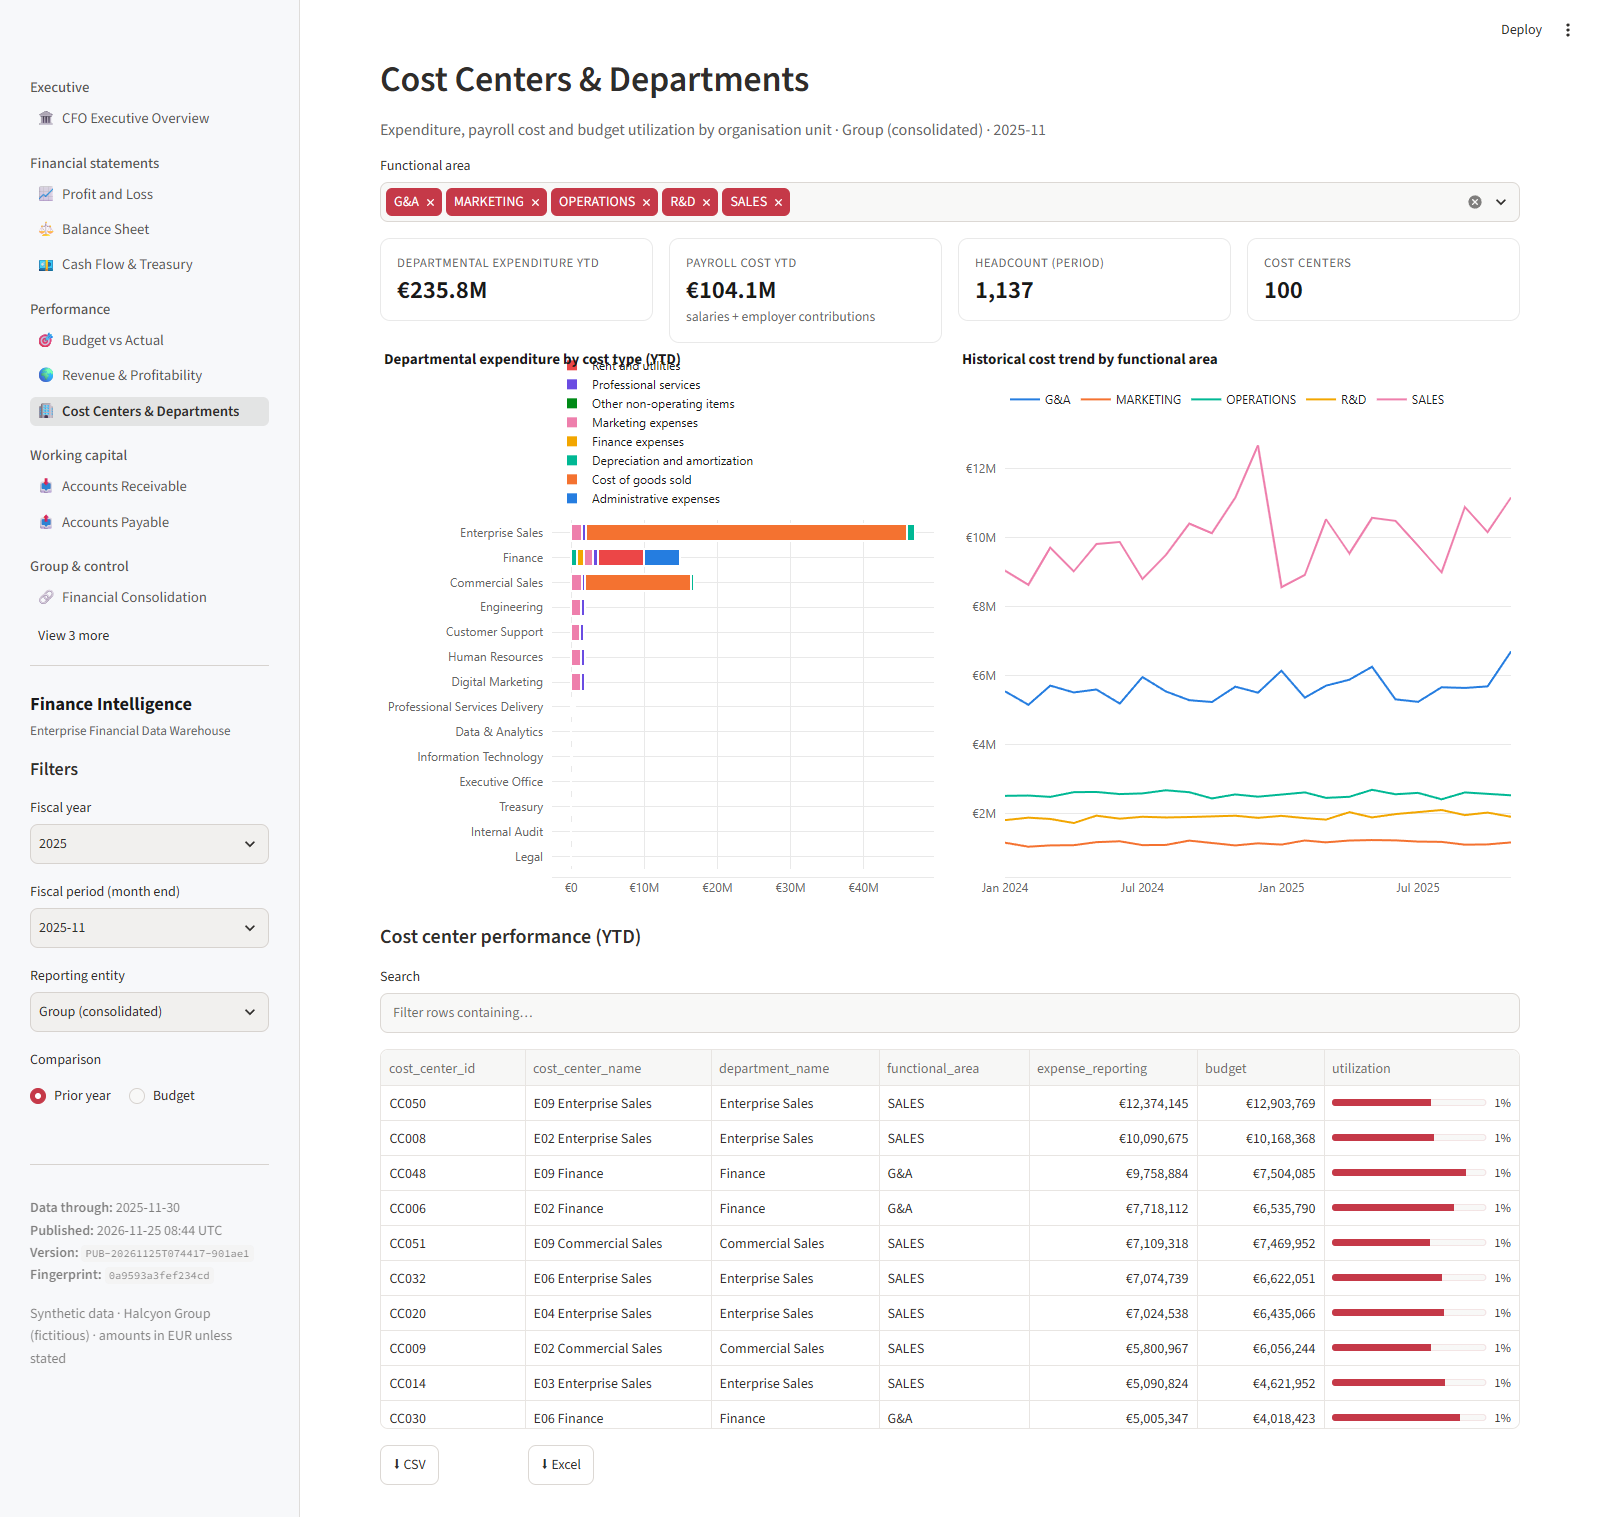 Deploy
Executive
CFO Executive Overview
Financial statements
Profit and Loss
Balance Sheet
Cash Flow & Treasury
Performance
Budget vs Actual
Revenue & Profitability
Cost Centers & Departments
Working capital
Accounts Receivable
Accounts Payable
Group & control
Financial Consolidation
View 3 more
Finance Intelligence
Enterprise Financial Data Warehouse
Filters
Fiscal year
2025
Fiscal period (month end)
2025-11
Reporting entity
Group (consolidated)
Comparison
Prior year Budget
Data through: 2025-11-30
Published: 2026-11-25 08:44 UTC
Version: PUB-20261125T074417-901ae1
Fingerprint: 0a9593a3fef234cd
Synthetic data · Halcyon Group
(fictitious) · amounts in EUR unless
stated
Cost Centers & Departments
Expenditure, payroll cost and budget utilization by organisation unit · Group (consolidated) · 2025-11
Functional area
G&A × MARKETING × OPERATIONS × R&D × SALES ×
DEPARTMENTAL EXPENDITURE YTD
€235.8M
PAYROLL COST YTD
€104.1M
salaries + employer contributions
HEADCOUNT (PERIOD)
1,137
COST CENTERS
100
Departmental expenditure by cost type (YTD)
Rent and utilities
Professional services
Other non-operating items
Marketing expenses
Finance expenses
Depreciation and amortization
Cost of goods sold
Administrative expenses
Enterprise Sales
Finance
Commercial Sales
Engineering
Customer Support
Human Resources
Digital Marketing
Professional Services Delivery
Data & Analytics
Information Technology
Executive Office
Treasury
Internal Audit
Legal
€0 €10M €20M €30M €40M
Historical cost trend by functional area
G&A MARKETING OPERATIONS R&D SALES
€12M
€10M
€8M
€6M
€4M
€2M
Jan 2024 Jul 2024 Jan 2025 Jul 2025
Cost center performance (YTD)
Search
Filter rows containing…
cost_center_id cost_center_name department_name functional_area expense_reporting budget utilization
CC050 E09 Enterprise Sales Enterprise Sales SALES €12,374,145 €12,903,769 1%
CC008 E02 Enterprise Sales Enterprise Sales SALES €10,090,675 €10,168,368 1%
CC048 E09 Finance Finance G&A €9,758,884 €7,504,085 1%
CC006 E02 Finance Finance G&A €7,718,112 €6,535,790 1%
CC051 E09 Commercial Sales Commercial Sales SALES €7,109,318 €7,469,952 1%
CC032 E06 Enterprise Sales Enterprise Sales SALES €7,074,739 €6,622,051 1%
CC020 E04 Enterprise Sales Enterprise Sales SALES €7,024,538 €6,435,066 1%
CC009 E02 Commercial Sales Commercial Sales SALES €5,800,967 €6,056,244 1%
CC014 E03 Enterprise Sales Enterprise Sales SALES €5,090,824 €4,621,952 1%
CC030 E06 Finance Finance G&A €5,005,347 €4,018,423 1%
⬇ CSV ⬇ Excel